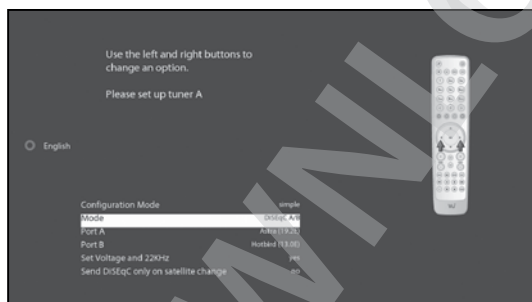 Use the left and right buttons to
change an option.
Please set up tuner A
English
Configuration Mode simple
Mode DiSEqC A/B
Port A Astra (19.2E)
Port B Hotbird (13.0E)
Set Voltage and 22KHz yes
Send DiSEqC only on satellite change no